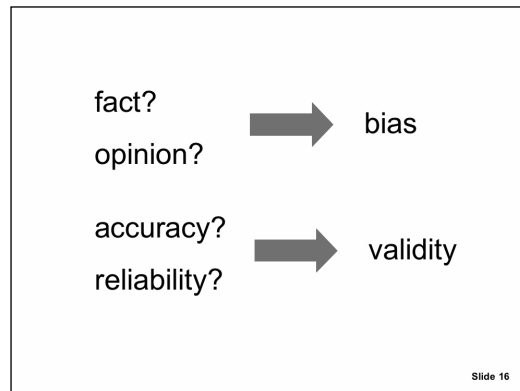 fact?
opinion?
bias
accuracy?
reliability?
validity
Slide 16